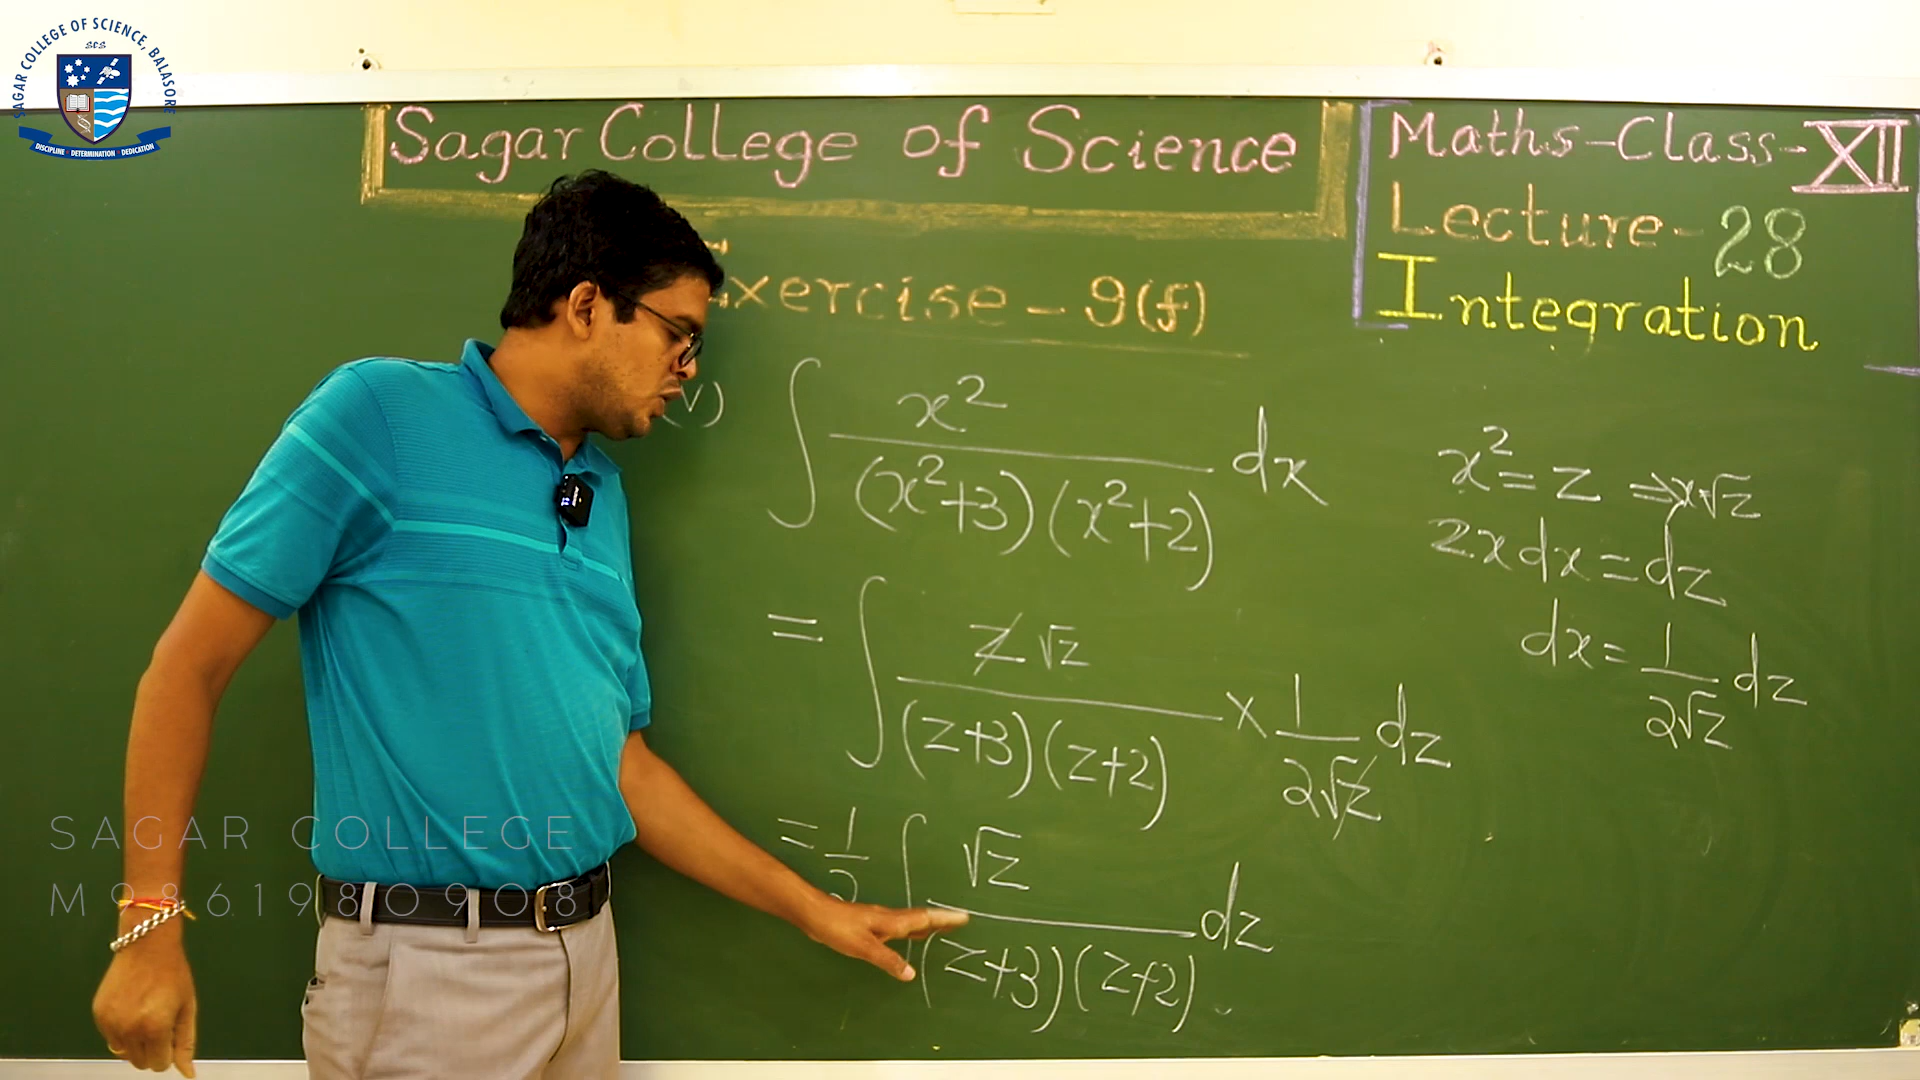 SAGAR COLLEGE OF SCIENCE, BALASORE
SCS
DISCIPLINE DETERMINATION DEDICATION
Sagar College of Science
Maths-Class-XII
Lecture-28
Integration
Exercise - 9(f)
(V) ∫ x² / (x²+3)(x²+2) dx
= ∫ z √z / (z+3)(z+2) × 1/2√z dz
= 1/2 ∫ √z / (z+3)(z+2) dz
x² = z ⇒ x √z
2x dx = dz
dx = 1/2√z dz
SAGAR COLLEGE
M 9861980908